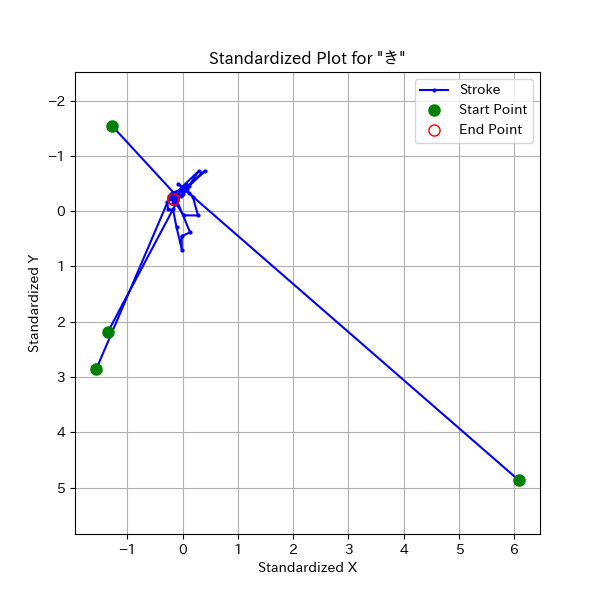 Standardized Plot for "き"
Stroke
Start Point
End Point
Standardized Y
−2
−1
0
1
2
3
4
5
−1 0 1 2 3 4 5 6
Standardized X